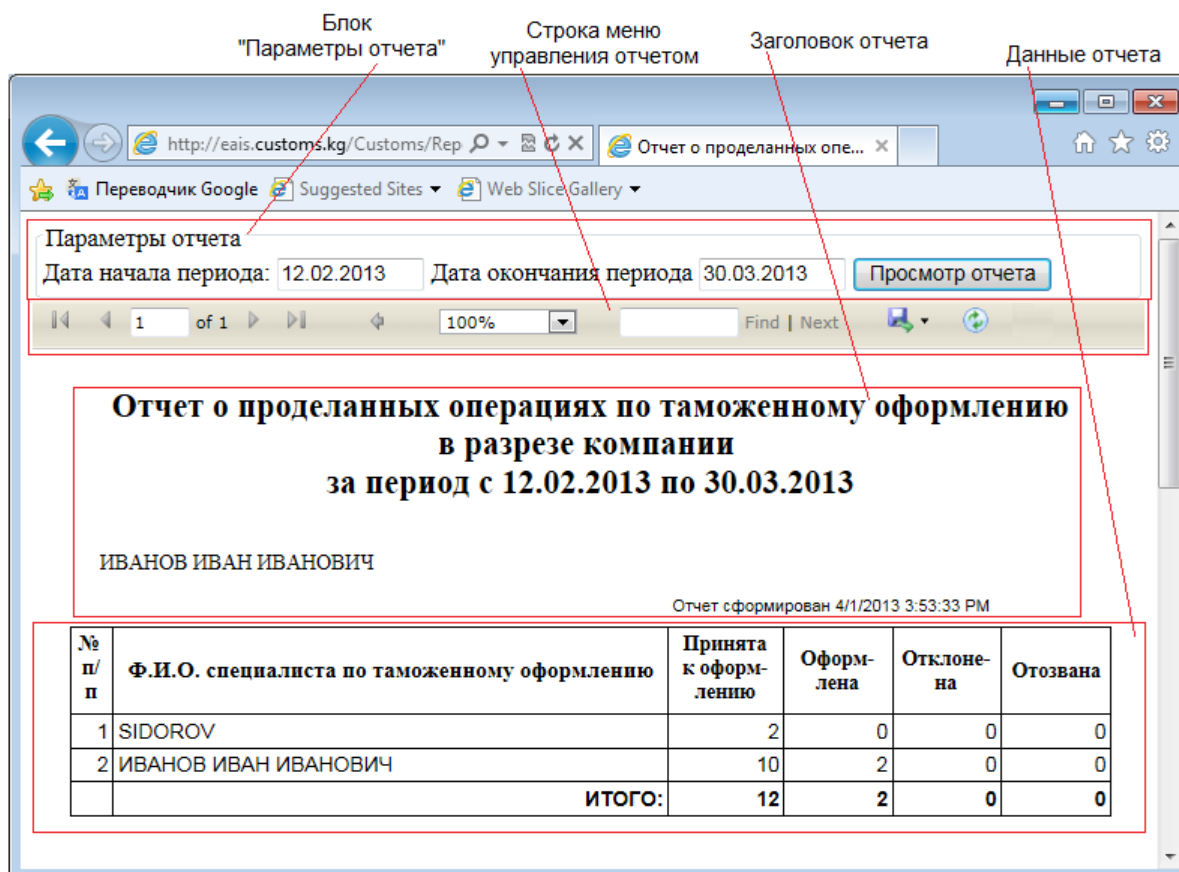 Блок
"Параметры отчета"
Строка меню
управления отчетом
Заголовок отчета
Данные отчета
http://eais.customs.kg/Customs/Rep
Отчет о проделанных опе...
Переводчик Google Suggested Sites Web Slice Gallery
Параметры отчета
Дата начала периода: 12.02.2013 Дата окончания периода 30.03.2013 Просмотр отчета
1 of 1 100% Find | Next
Отчет о проделанных операциях по таможенному оформлению
в разрезе компании
за период с 12.02.2013 по 30.03.2013
ИВАНОВ ИВАН ИВАНОВИЧ
Отчет сформирован 4/1/2013 3:53:33 PM
№
п/
п
Ф.И.О. специалиста по таможенному оформлению
Принята
к оформ-
лению
Оформ-
лена
Отклоне-
на
Отозвана
1 SIDOROV 2 0 0 0
2 ИВАНОВ ИВАН ИВАНОВИЧ 10 2 0 0
ИТОГО: 12 2 0 0